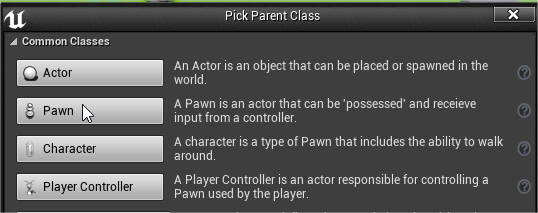 Pick Parent Class
Common Classes
Actor
An Actor is an object that can be placed or spawned in the
world.
Pawn
A Pawn is an actor that can be 'possessed' and receieve
input from a controller.
Character
A character is a type of Pawn that includes the ability to walk
around.
Player Controller
A Player Controller is an actor responsible for controlling a
Pawn used by the player.